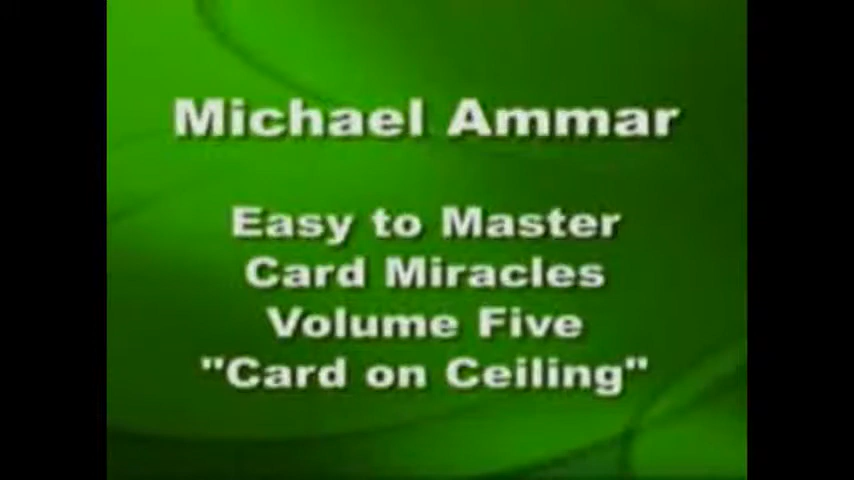 Michael Ammar
Easy to Master
Card Miracles
Volume Five
"Card on Ceiling"